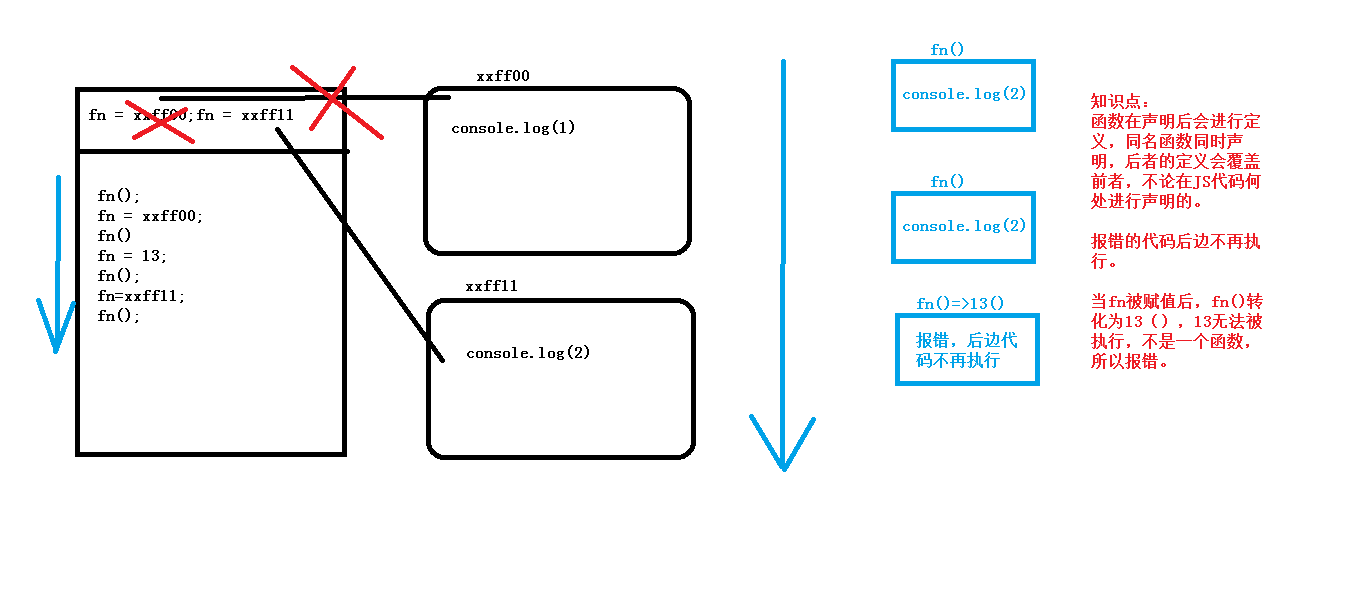 fn = xxff00;fn = xxff11
fn();
fn = xxff00;
fn()
fn = 13;
fn();
fn=xxff11;
fn();
xxff00
console.log(1)
xxff11
console.log(2)
fn()
console.log(2)
fn()
console.log(2)
fn()=>13()
报错，后边代
码不再执行
知识点：
函数在声明后会进行定
义，同名函数同时声
明，后者的定义会覆盖
前者，不论在JS代码何
处进行声明的。
报错的代码后边不再执
行。
当fn被赋值后，fn()转
化为13（），13无法被
执行，不是一个函数，
所以报错。